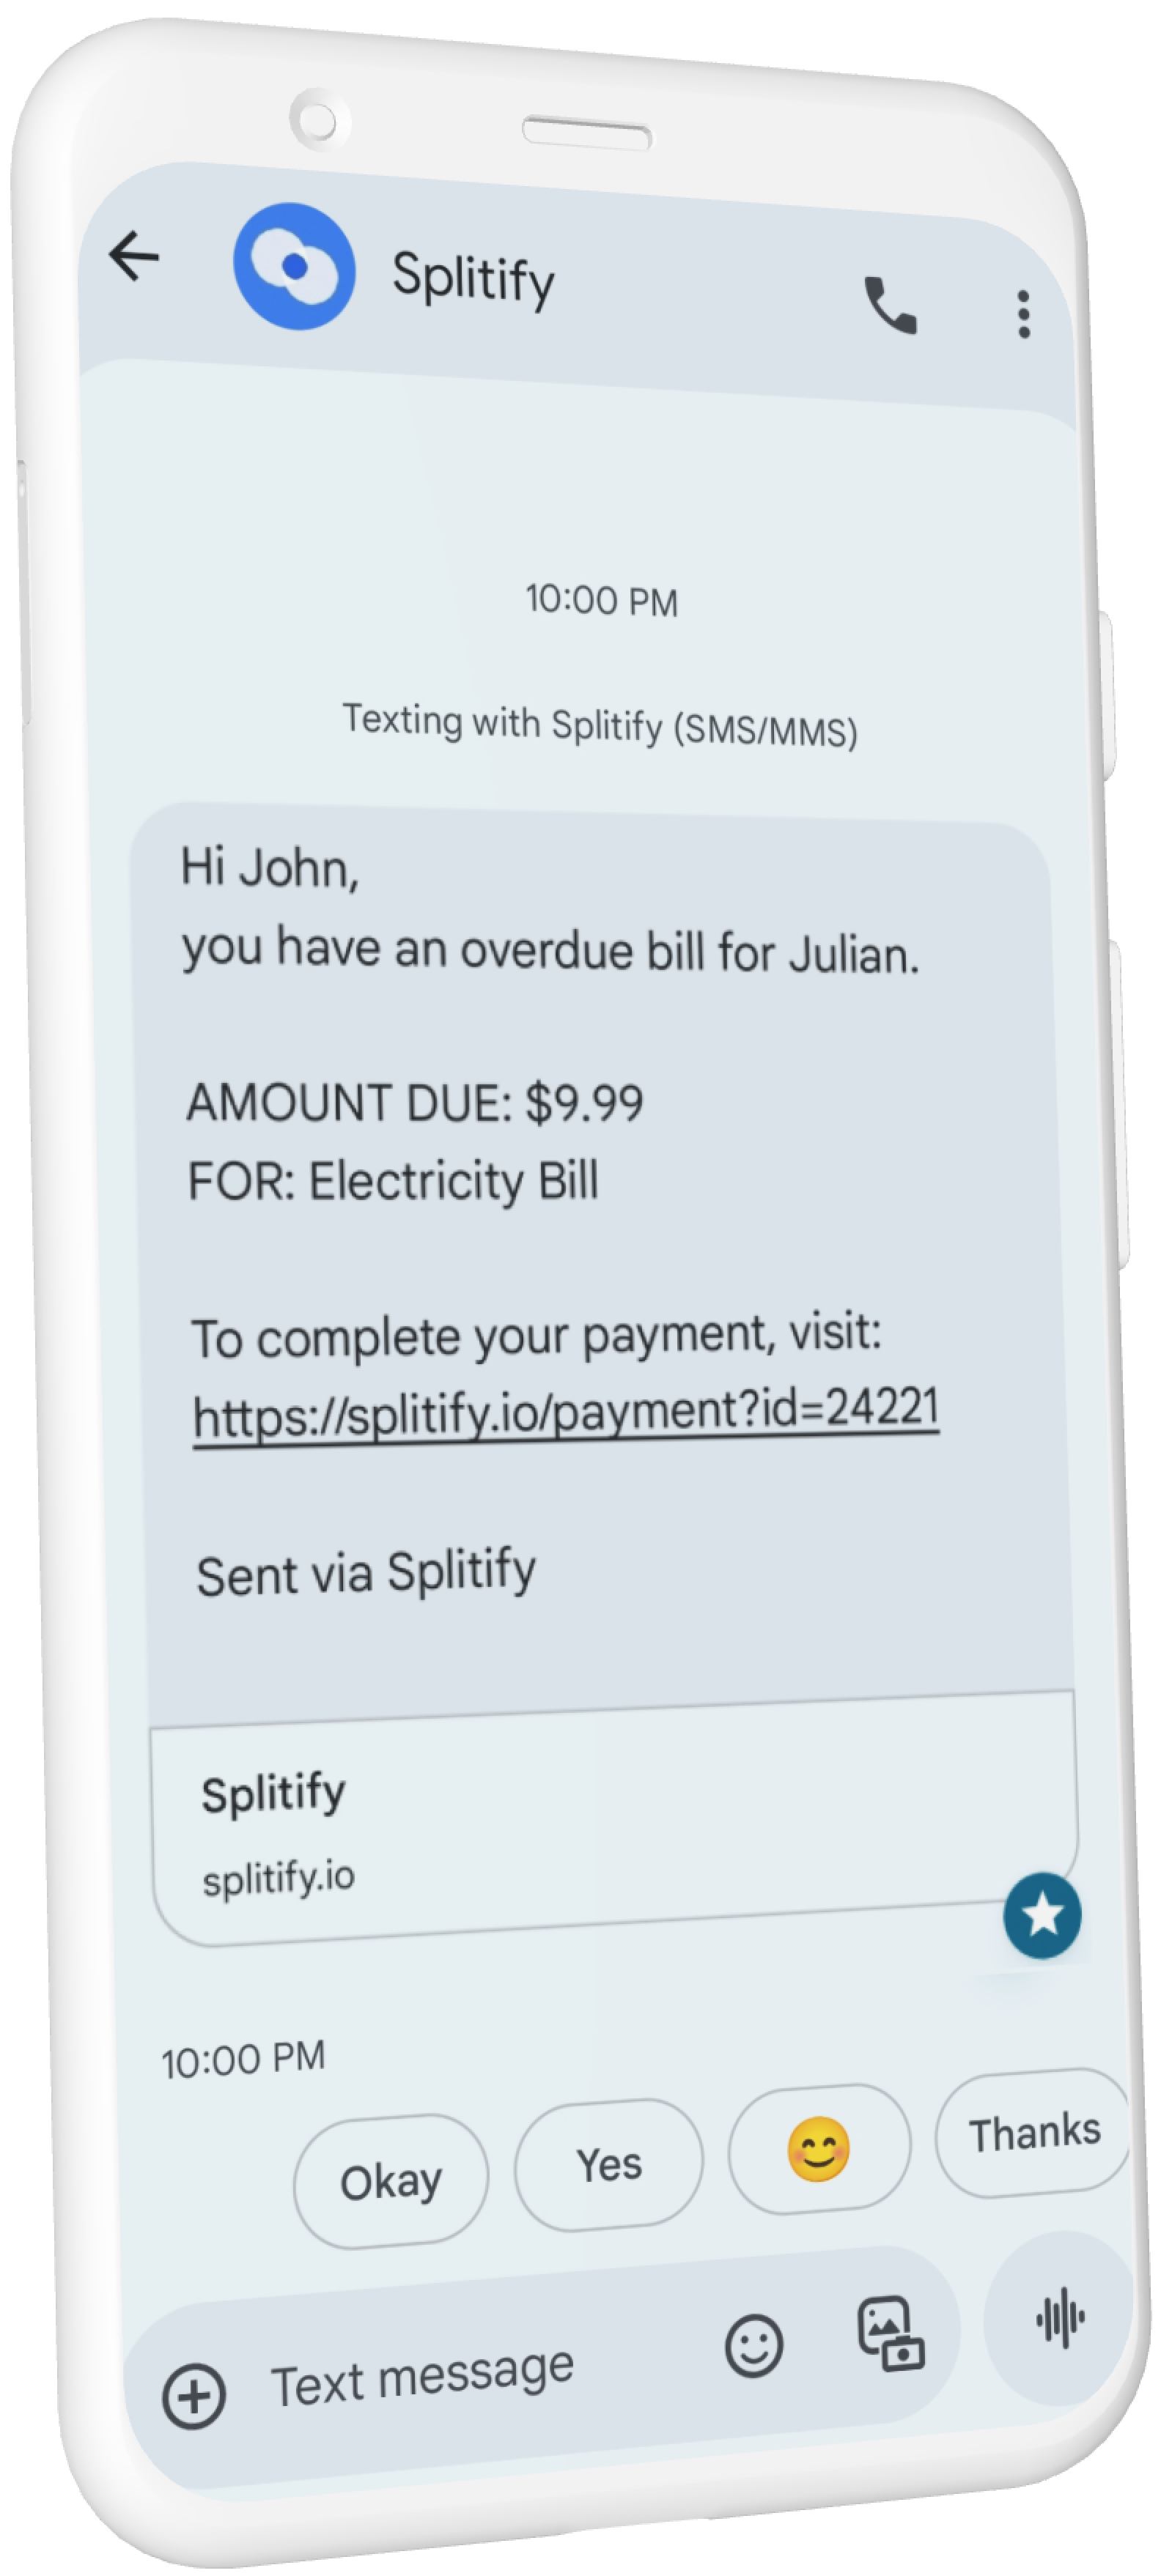 Splitify
10:00 PM
Texting with Splitify (SMS/MMS)
Hi John,
you have an overdue bill for Julian.
AMOUNT DUE: $9.99
FOR: Electricity Bill
To complete your payment, visit:
https://splitify.io/payment?id=24221
Sent via Splitify
Splitify
splitify.io
10:00 PM
Okay
Yes
😊
Thanks
Text message